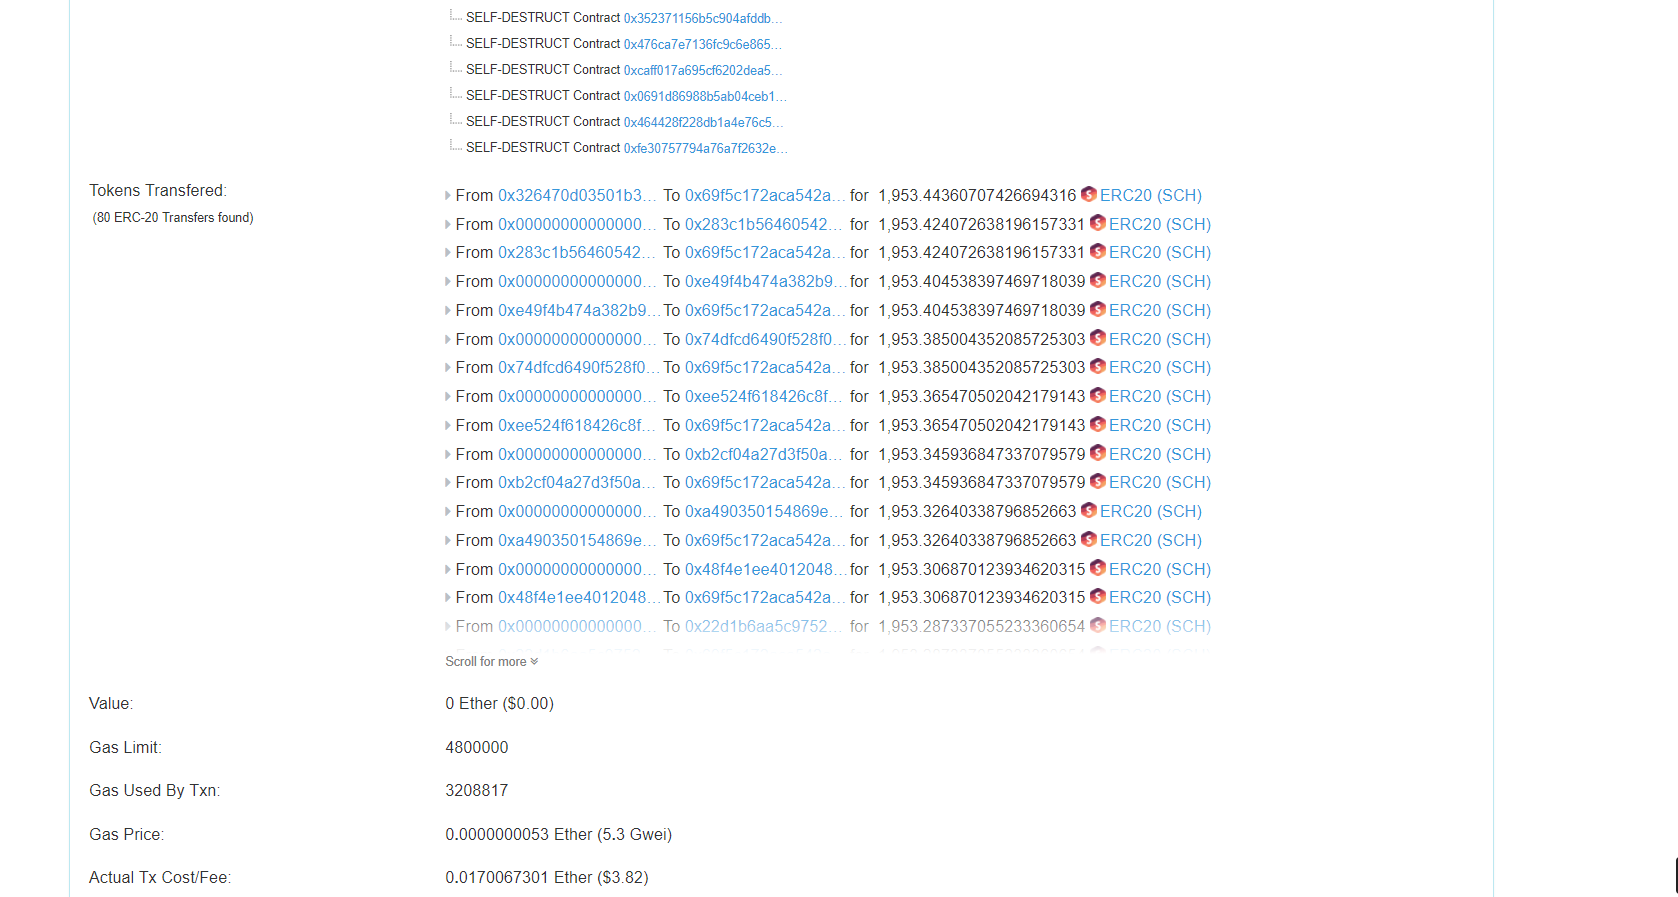 SELF-DESTRUCT Contract 0x352371156b5c904afddb...
SELF-DESTRUCT Contract 0x476ca7e7136fc9c6e865...
SELF-DESTRUCT Contract 0xcaff017a695cf6202dea5...
SELF-DESTRUCT Contract 0x0691d86988b5ab04ceb1...
SELF-DESTRUCT Contract 0x464428f228db1a4e76c5...
SELF-DESTRUCT Contract 0xfe30757794a76a7f2632e...
Tokens Transfered:
(80 ERC-20 Transfers found)
From 0x326470d03501b3... To 0x69f5c172aca542a... for 1,953.44360707426694316 ERC20 (SCH)
From 0x00000000000000... To 0x283c1b56460542... for 1,953.424072638196157331 ERC20 (SCH)
From 0x283c1b56460542... To 0x69f5c172aca542a... for 1,953.424072638196157331 ERC20 (SCH)
From 0x00000000000000... To 0xe49f4b474a382b9... for 1,953.404538397469718039 ERC20 (SCH)
From 0xe49f4b474a382b9... To 0x69f5c172aca542a... for 1,953.404538397469718039 ERC20 (SCH)
From 0x00000000000000... To 0x74dfcd6490f528f0... for 1,953.385004352085725303 ERC20 (SCH)
From 0x74dfcd6490f528f0... To 0x69f5c172aca542a... for 1,953.385004352085725303 ERC20 (SCH)
From 0x00000000000000... To 0xee524f618426c8f... for 1,953.365470502042179143 ERC20 (SCH)
From 0xee524f618426c8f... To 0x69f5c172aca542a... for 1,953.365470502042179143 ERC20 (SCH)
From 0x00000000000000... To 0xb2cf04a27d3f50a... for 1,953.345936847337079579 ERC20 (SCH)
From 0xb2cf04a27d3f50a... To 0x69f5c172aca542a... for 1,953.345936847337079579 ERC20 (SCH)
From 0x00000000000000... To 0xa490350154869e... for 1,953.32640338796852663 ERC20 (SCH)
From 0xa490350154869e... To 0x69f5c172aca542a... for 1,953.32640338796852663 ERC20 (SCH)
From 0x00000000000000... To 0x48f4e1ee4012048... for 1,953.306870123934620315 ERC20 (SCH)
From 0x48f4e1ee4012048... To 0x69f5c172aca542a... for 1,953.306870123934620315 ERC20 (SCH)
From 0x00000000000000... To 0x22d1b6aa5c9752... for 1,953.287337055233360654 ERC20 (SCH)
Scroll for more
Value:
0 Ether ($0.00)
Gas Limit:
4800000
Gas Used By Txn:
3208817
Gas Price:
0.0000000053 Ether (5.3 Gwei)
Actual Tx Cost/Fee:
0.0170067301 Ether ($3.82)